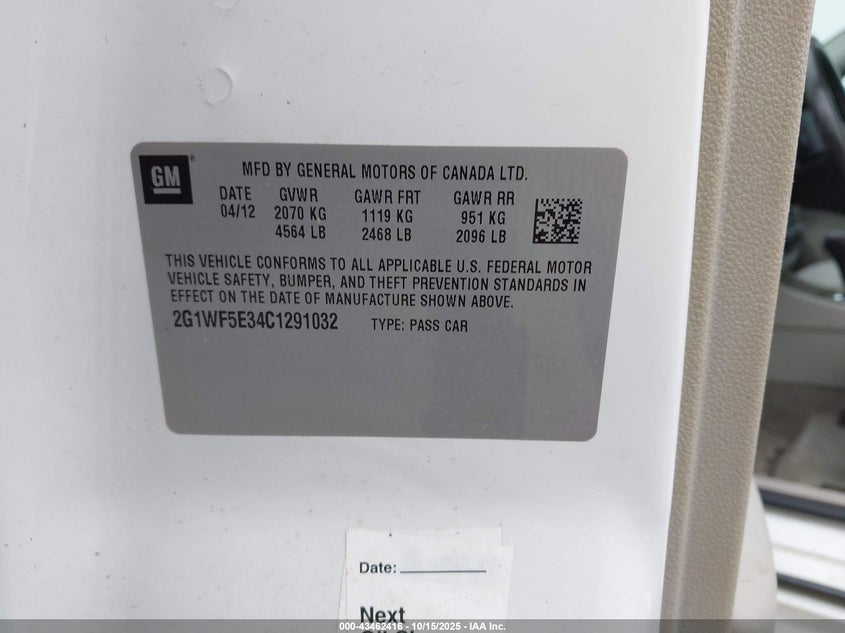 GM
MFD BY GENERAL MOTORS OF CANADA LTD.
DATE GVWR GAWR FRT GAWR RR
04/12 2070 KG 1119 KG 951 KG
4564 LB 2468 LB 2096 LB
THIS VEHICLE CONFORMS TO ALL APPLICABLE U.S. FEDERAL MOTOR
VEHICLE SAFETY, BUMPER, AND THEFT PREVENTION STANDARDS IN
EFFECT ON THE DATE OF MANUFACTURE SHOWN ABOVE.
2G1WF5E34C1291032 TYPE: PASS CAR
Date:
Next
000-43462416 - 10/15/2025 - IAA Inc.